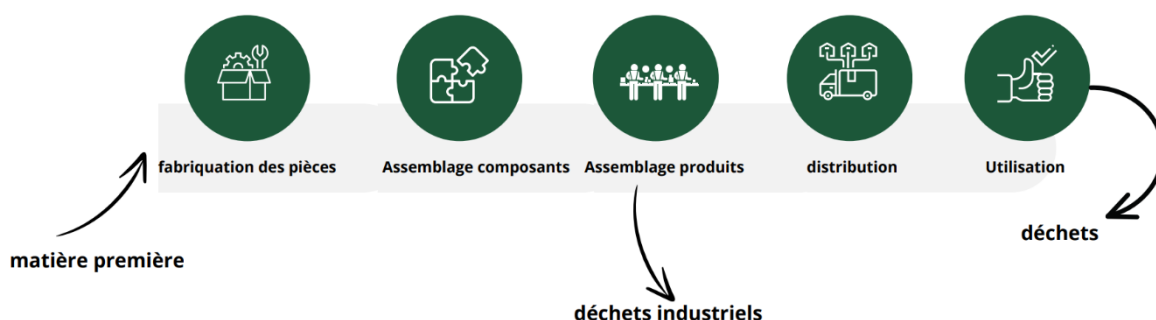 fabriquation des pièces
Assemblage composants
Assemblage produits
distribution
Utilisation
matière première
déchets
déchets industriels